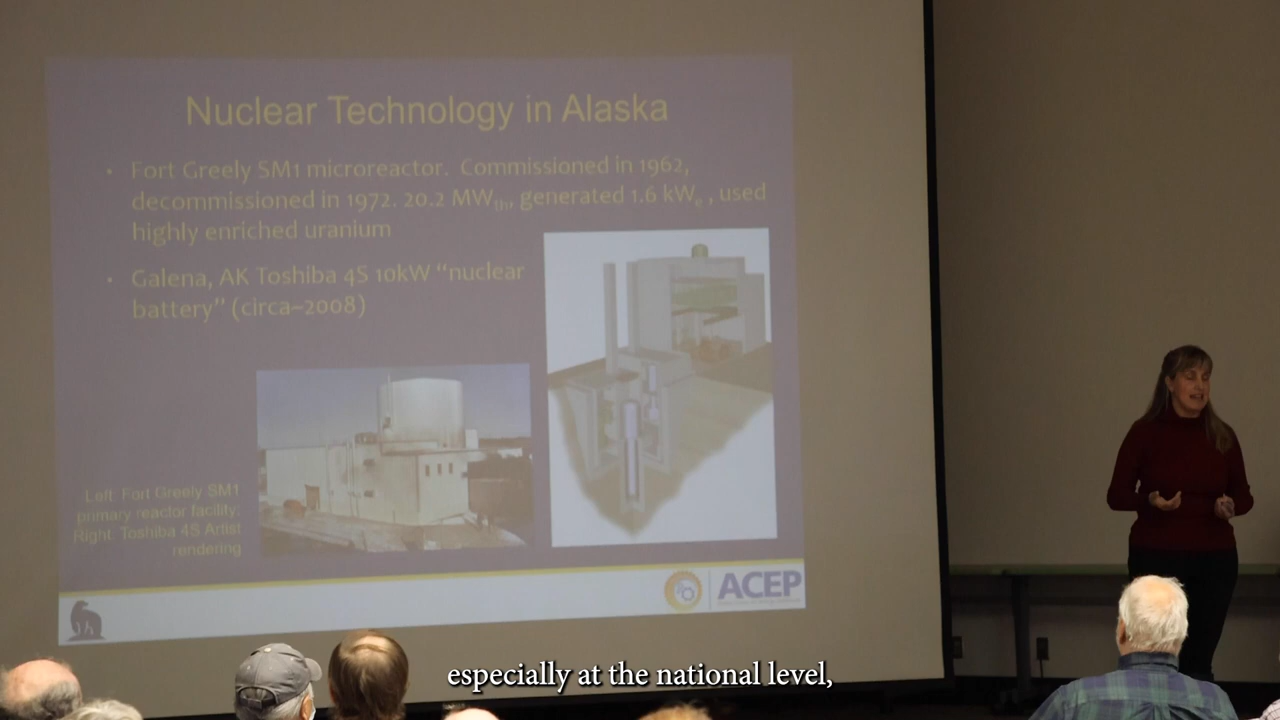 Nuclear Technology in Alaska
• Fort Greely SM1 microreactor. Commissioned in 1962,
decommissioned in 1972. 20.2 MWth, generated 1.6 kWe , used
highly enriched uranium
• Galena, AK Toshiba 4S 10kW “nuclear
battery” (circa–2008)
Left: Fort Greely SM1
primary reactor facility.
Right: Toshiba 4S Artist
rendering
ACEP
especially at the national level,